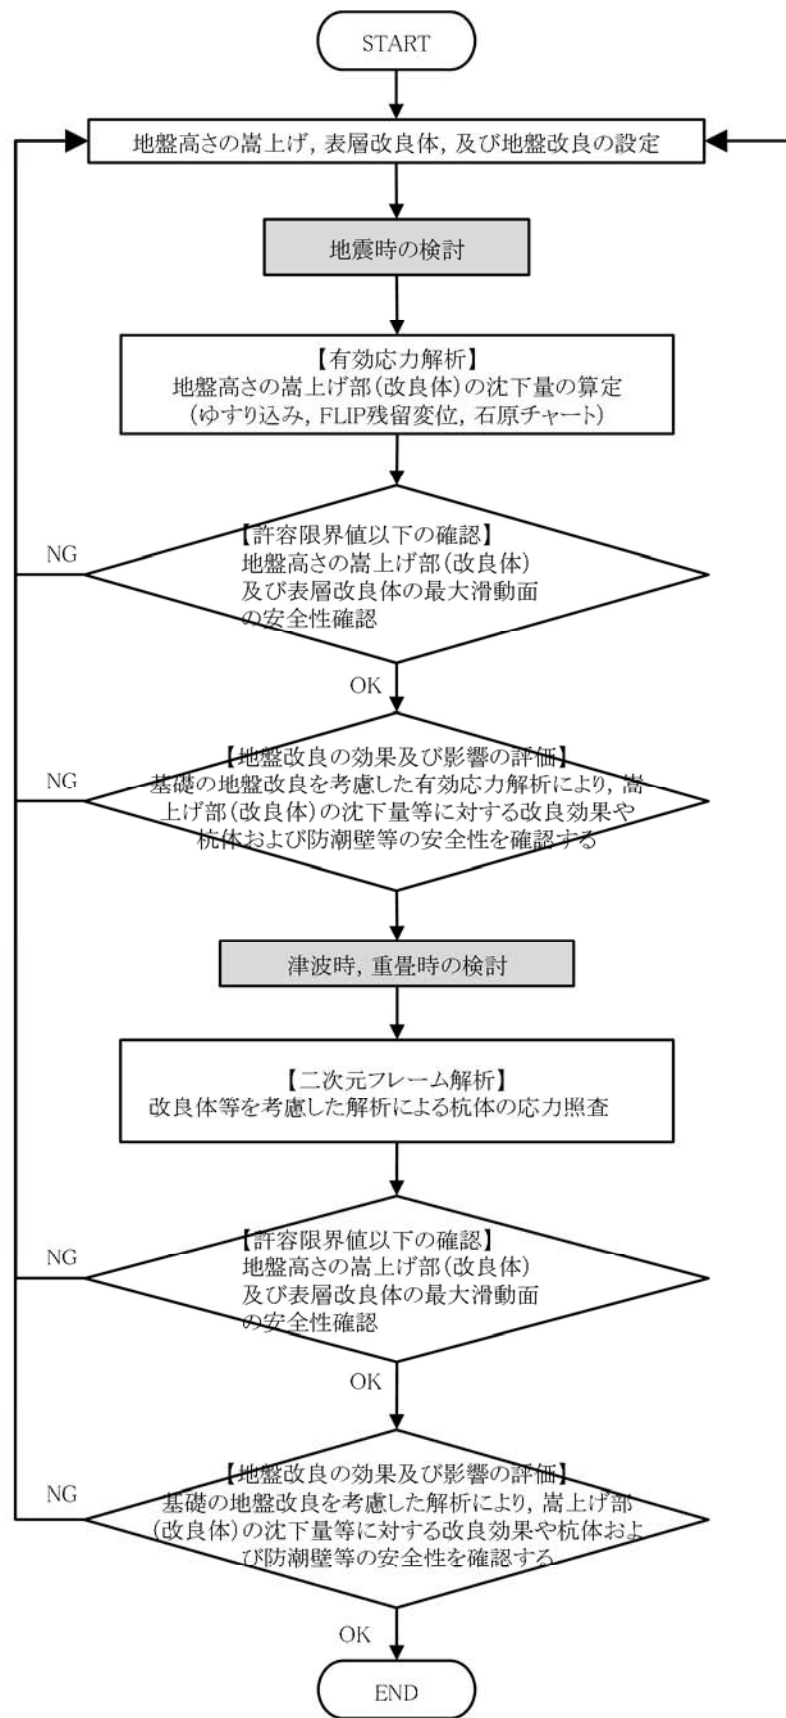 START
地盤高さの嵩上げ, 表層改良体, 及び地盤改良の設定
地震時の検討
【有効応力解析】
地盤高さの嵩上げ部(改良体)の沈下量の算定
(ゆすり込み, FLIP残留変位, 石原チャート)
【許容限界値以下の確認】
地盤高さの嵩上げ部(改良体)
及び表層改良体の最大滑動面
の安全性確認
NG
OK
【地盤改良の効果及び影響の評価】
基礎の地盤改良を考慮した有効応力解析により, 嵩
上げ部(改良体)の沈下量等に対する改良効果や
杭体および防潮壁等の安全性を確認する
NG
津波時, 重畳時の検討
【二次元フレーム解析】
改良体等を考慮した解析による杭体の応力照査
【許容限界値以下の確認】
地盤高さの嵩上げ部(改良体)
及び表層改良体の最大滑動面
の安全性確認
NG
OK
【地盤改良の効果及び影響の評価】
基礎の地盤改良を考慮した解析により, 嵩上げ部
(改良体)の沈下量等に対する改良効果や杭体およ
び防潮壁等の安全性を確認する
NG
OK
END